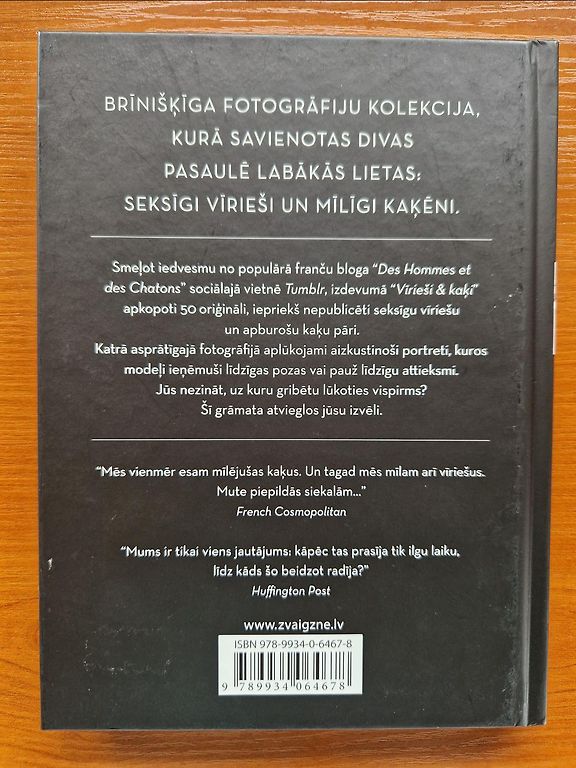 BRĪNIŠĶĪGA FOTOGRĀFIJU KOLEKCIJA,
KURĀ SAVIENOTAS DIVAS
PASAULĒ LABĀKĀS LIETAS:
SEKSĪGI VĪRIEŠI UN MĪLĪGI KAĶĒNI.
Smeļot iedvesmu no populārā franču bloga “Des Hommes et
des Chatons” sociālajā vietnē Tumblr, izdevumā “Vīrieši & kaķi”
apkopoti 50 oriģināli, iepriekš nepublicēti seksīgu vīriešu
un apburošu kaķu pāri.
Katrā asprātīgajā fotogrāfijā aplūkojami aizkustinoši portreti, kuros
modeļi ieņēmuši līdzīgas pozas vai pauž līdzīgu attieksmi.
Jūs nezināt, uz kuru gribētu lūkoties vispirms?
Šī grāmata atvieglos jūsu izvēli.
“Mēs vienmēr esam mīlējušas kaķus. Un tagad mēs mīlam arī vīriešus.
Mute piepildās siekalām...”
French Cosmopolitan
“Mums ir tikai viens jautājums: kāpēc tas prasīja tik ilgu laiku,
līdz kāds šo beidzot radīja?”
Huffington Post
www.zvaigzne.lv
ISBN 978-9934-0-6467-8
9 789934 064678